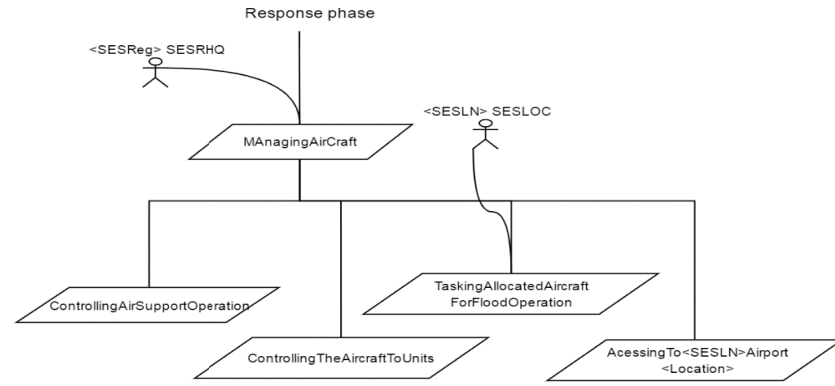 Response phase
<SESReg> SESRHQ
<SESLN> SESLOC
MAnagingAirCraft
ControllingAirSupportOperation
TaskingAllocatedAircraft
ForFloodOperation
ControllingTheAircraftToUnits
AcessingTo<SESLN>Airport
<Location>